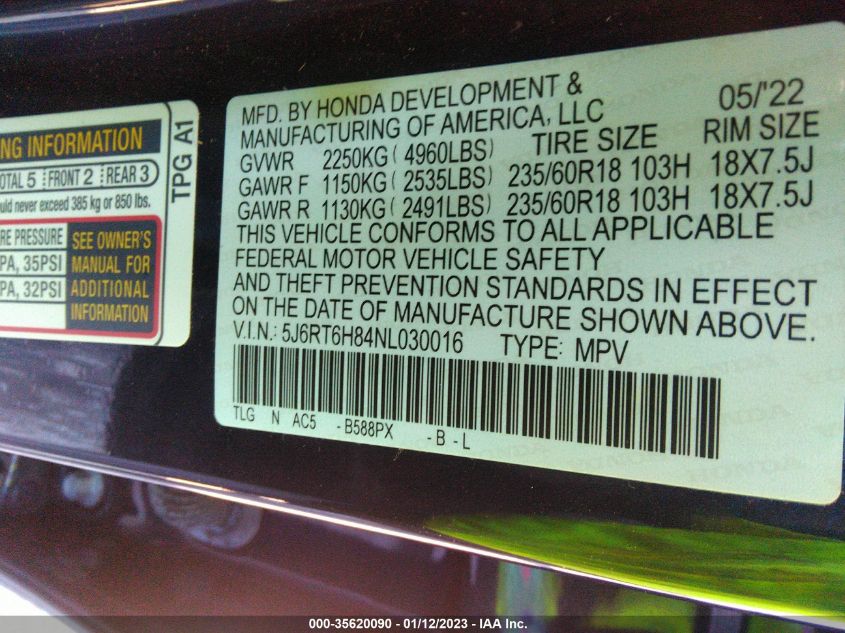 NG INFORMATION
OTAL 5 FRONT 2 REAR 3
uld never exceed 385 kg or 850 lbs.
RE PRESSURE
PA, 35PSI
PA, 32PSI
SEE OWNER'S
MANUAL FOR
ADDITIONAL
INFORMATION
TPG A1
MFD. BY HONDA DEVELOPMENT & 05/'22
MANUFACTURING OF AMERICA, LLC
GVWR 2250KG( 4960LBS) TIRE SIZE RIM SIZE
GAWR F 1150KG( 2535LBS) 235/60R18 103H 18X7.5J
GAWR R 1130KG( 2491LBS) 235/60R18 103H 18X7.5J
THIS VEHICLE CONFORMS TO ALL APPLICABLE
FEDERAL MOTOR VEHICLE SAFETY
AND THEFT PREVENTION STANDARDS IN EFFECT
ON THE DATE OF MANUFACTURE SHOWN ABOVE.
V.I.N.: 5J6RT6H84NL030016 TYPE: MPV
TLG N AC5 -B588PX -B-L
000-35620090 - 01/12/2023 - IAA Inc.